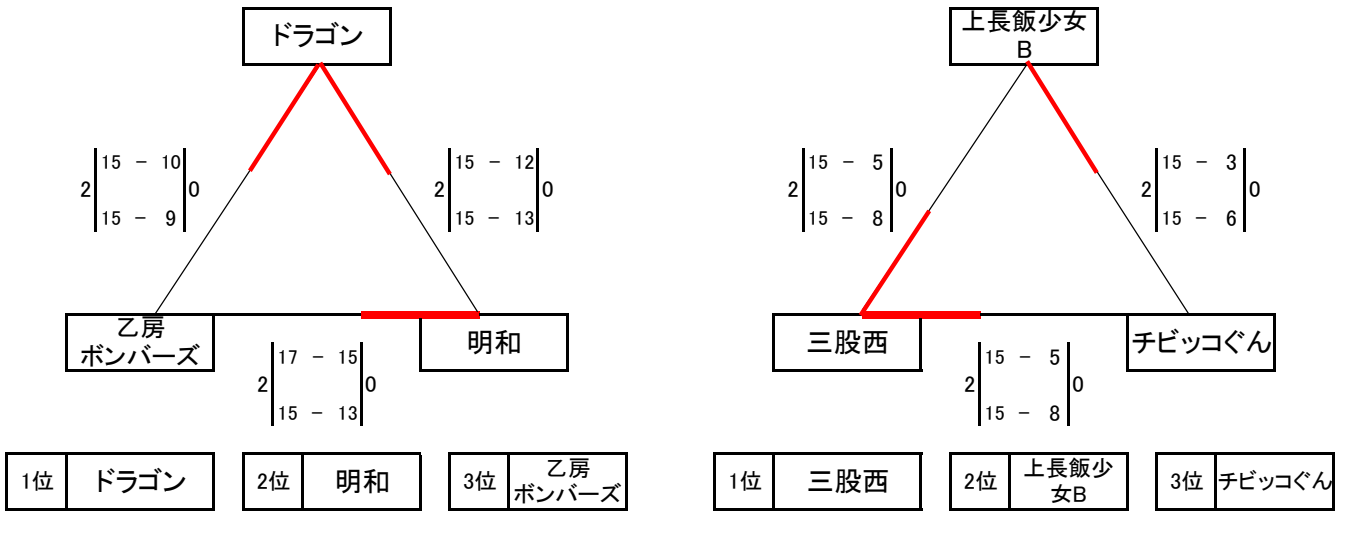 ドラゴン
15 － 10
2 0
15 － 9
15 － 12
2 0
15 － 13
乙房
ボンバーズ
明和
17 － 15
2 0
15 － 13
1位 ドラゴン
2位 明和
3位 乙房
ボンバーズ
上長飯少女
B
15 － 5
2 0
15 － 8
15 － 3
2 0
15 － 6
三股西
チビッコぐん
15 － 5
2 0
15 － 8
1位 三股西
2位 上長飯少
女B
3位 チビッコぐん